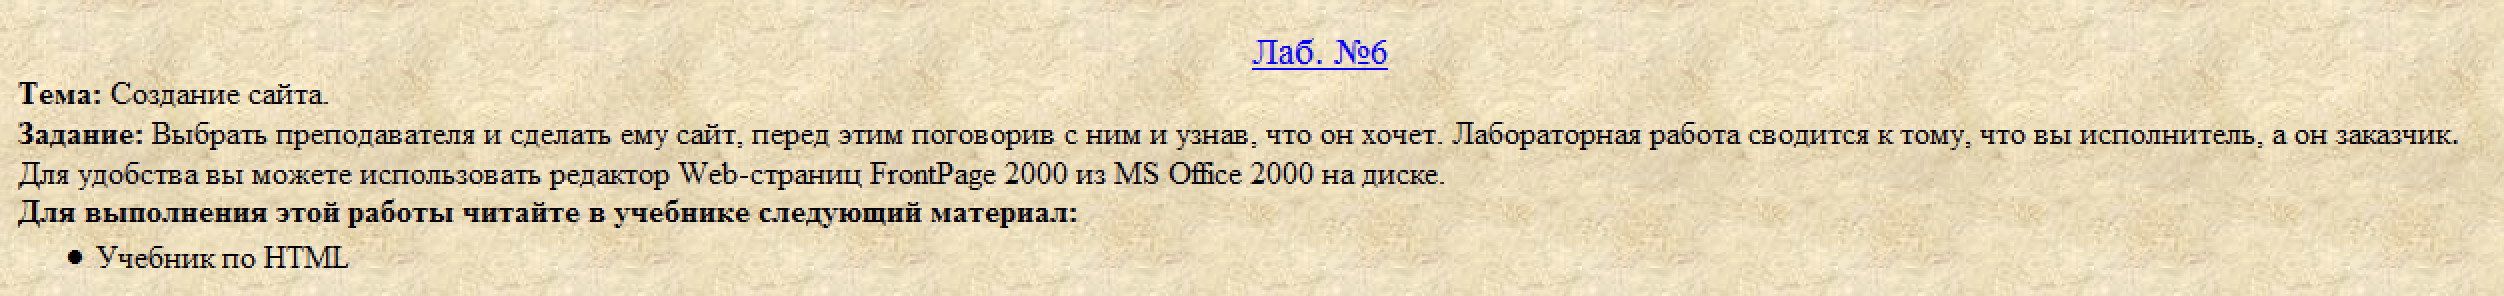 Лаб. №6
Тема: Создание сайта.
Задание: Выбрать преподавателя и сделать ему сайт, перед этим поговорив с ним и узнав, что он хочет. Лабораторная работа сводится к тому, что вы исполнитель, а он заказчик.
Для удобства вы можете использовать редактор Web-страниц FrontPage 2000 из MS Office 2000 на диске.
Для выполнения этой работы читайте в учебнике следующий материал:
● Учебник по HTML